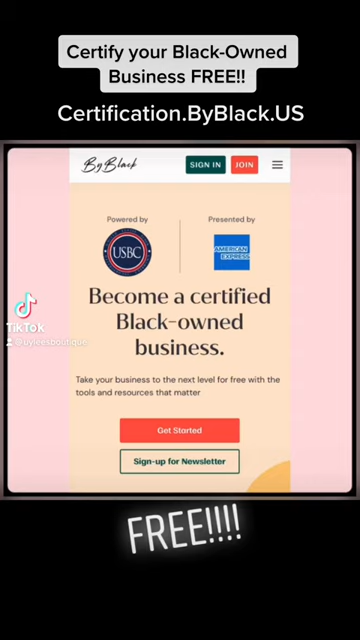 Certify your Black-Owned
Business FREE!!
Certification.ByBlack.US
ByBlack
SIGN IN
JOIN
Powered by
Presented by
USBC
AMERICAN
EXPRESS
Become a certified
Black-owned
business.
Take your business to the next level for free with the
tools and resources that matter
Get Started
Sign-up for Newsletter
TikTok
FREE!!!!